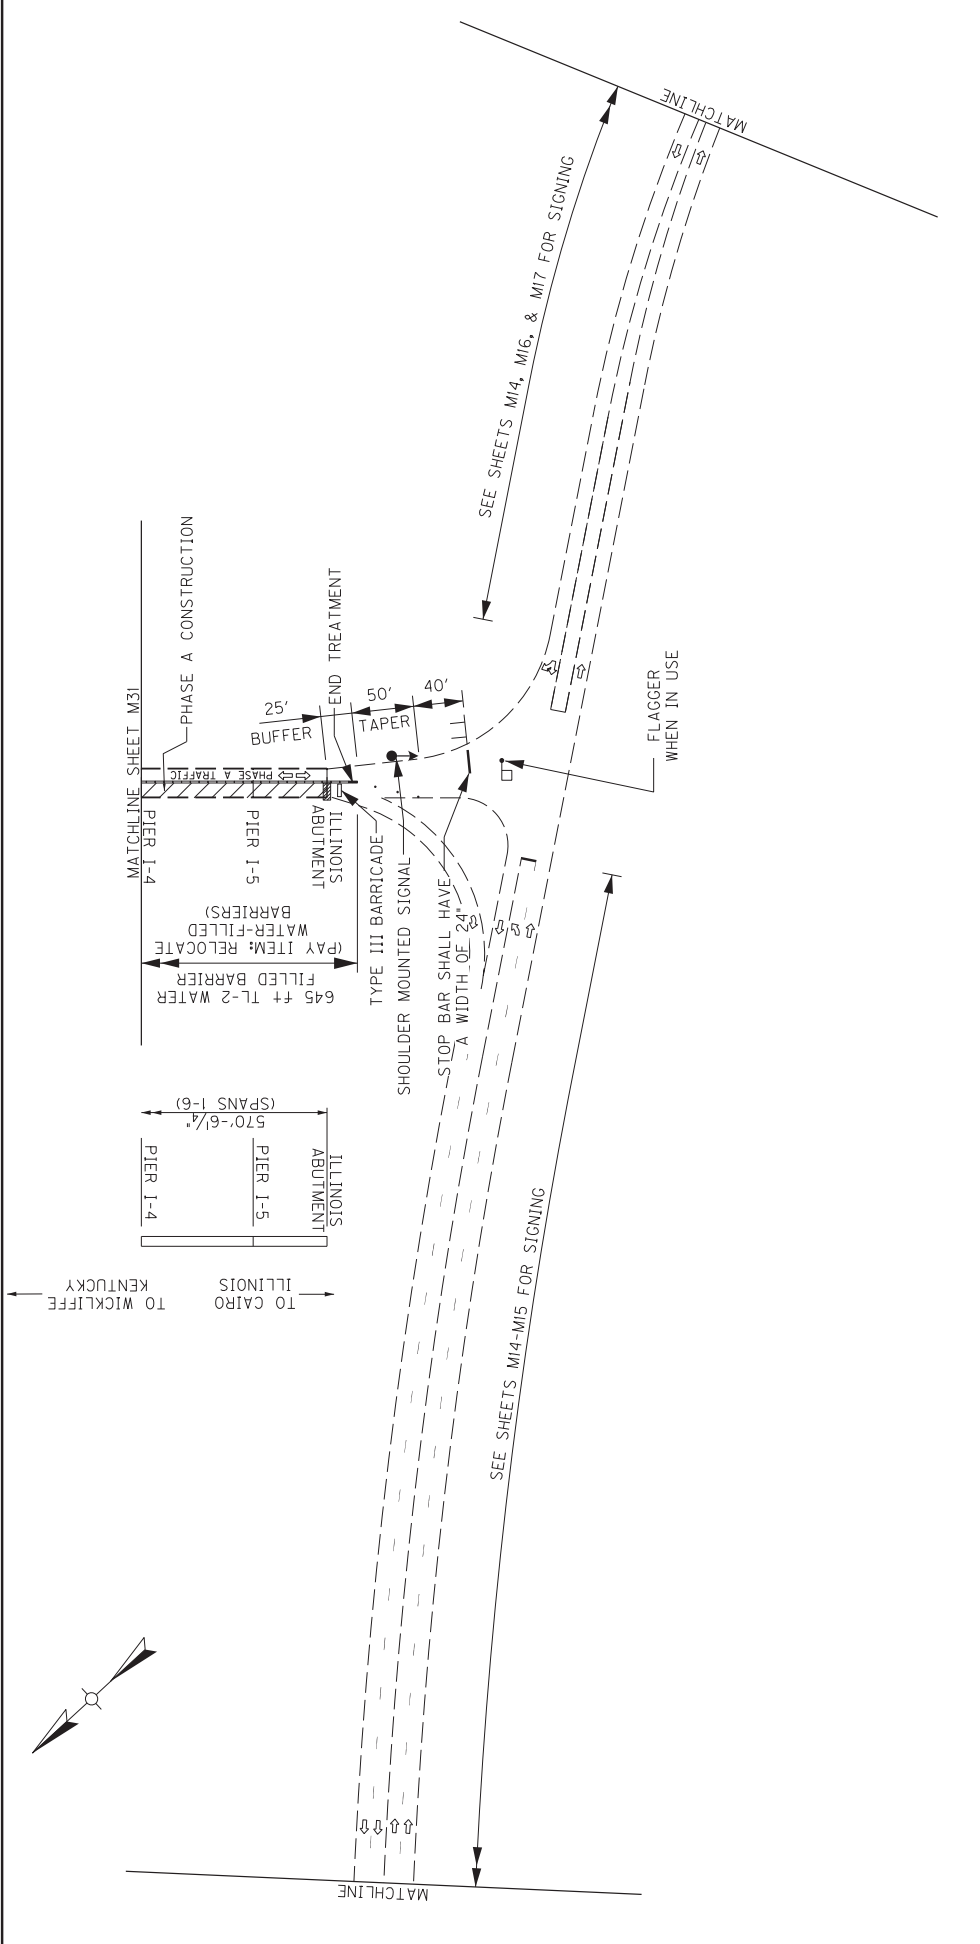 MATCHLINE
SEE SHEETS M14, M16, & M17 FOR SIGNING
MATCHLINE SHEET M31
PHASE A CONSTRUCTION
END TREATMENT
25'
BUFFER
50'
TAPER
40'
PHASE A TRAFFIC
FLAGGER
WHEN IN USE
PIER I-4
PIER I-5
ILLINOIS
ABUTMENT
645 ft TL-2 WATER
FILLED BARRIER
(PAY ITEM: RELOCATE
WATER-FILLED
BARRIERS)
TYPE III BARRICADE
SHOULDER MOUNTED SIGNAL
STOP BAR SHALL HAVE
A WIDTH OF 24"
570'-6¼"
(SPANS 1-6)
PIER I-4
PIER I-5
ILLINOIS
ABUTMENT
TO WICKLIFFE
KENTUCKY
TO CAIRO
ILLINOIS
SEE SHEETS M14-M15 FOR SIGNING
MATCHLINE